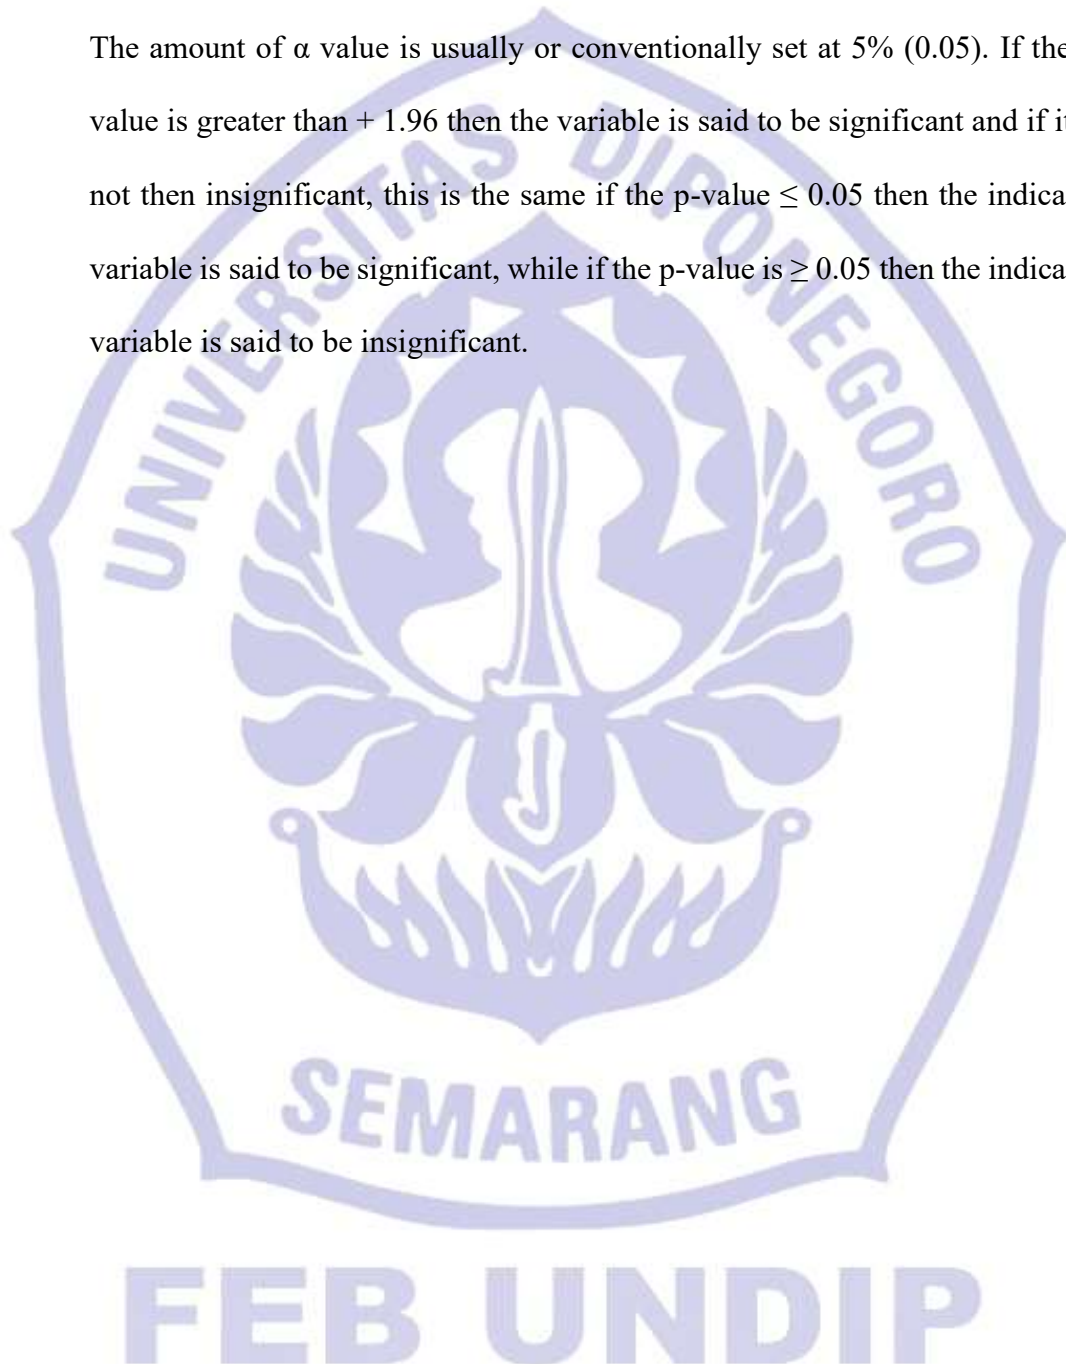 The amount of α value is usually or conventionally set at 5% (0.05). If the
value is greater than + 1.96 then the variable is said to be significant and if it
not then insignificant, this is the same if the p-value ≤ 0.05 then the indica
variable is said to be significant, while if the p-value is ≥ 0.05 then the indica
variable is said to be insignificant.
UNIVERSITAS DIPONEGORO
SEMARANG
FEB UNDIP